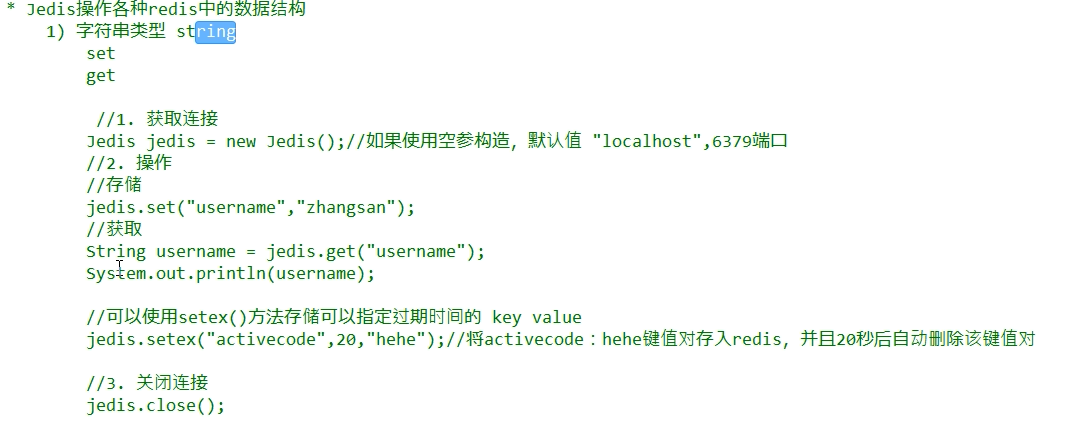 * Jedis操作各种redis中的数据结构
1) 字符串类型 string
set
get
//1. 获取连接
Jedis jedis = new Jedis();//如果使用空参构造，默认值 "localhost",6379端口
//2. 操作
//存储
jedis.set("username","zhangsan");
//获取
String username = jedis.get("username");
System.out.println(username);
//可以使用setex()方法存储可以指定过期时间的 key value
jedis.setex("activecode",20,"hehe");//将activecode：hehe键值对存入redis，并且20秒后自动删除该键值对
//3. 关闭连接
jedis.close();